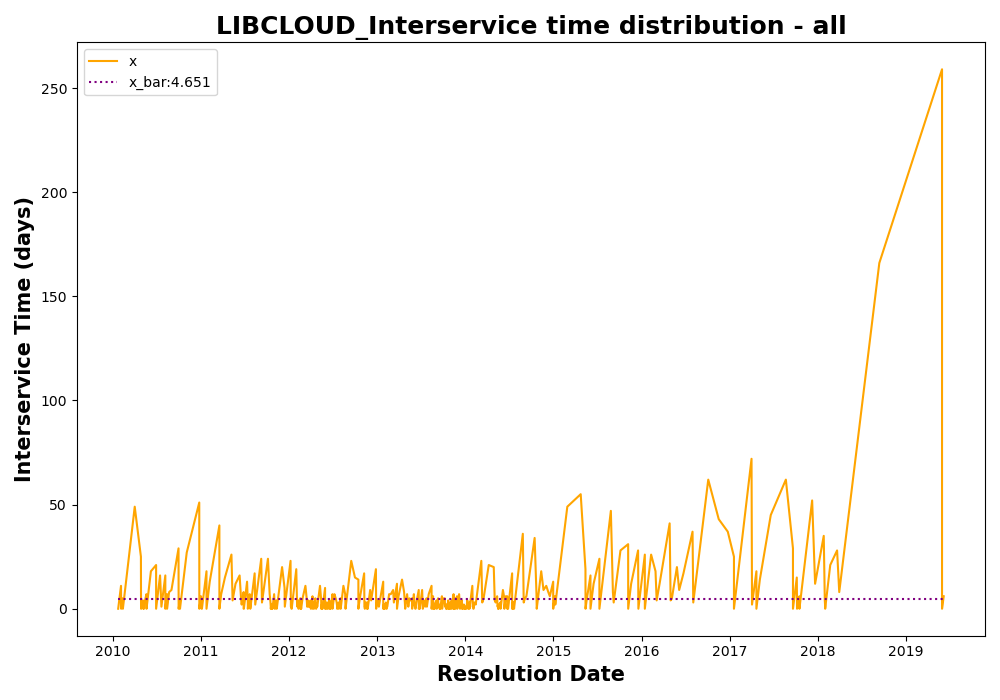 LIBCLOUD_Interservice time distribution - all
x
x_bar:4.651
Interservice Time (days)
250
200
150
100
50
0
2010 2011 2012 2013 2014 2015 2016 2017 2018 2019
Resolution Date